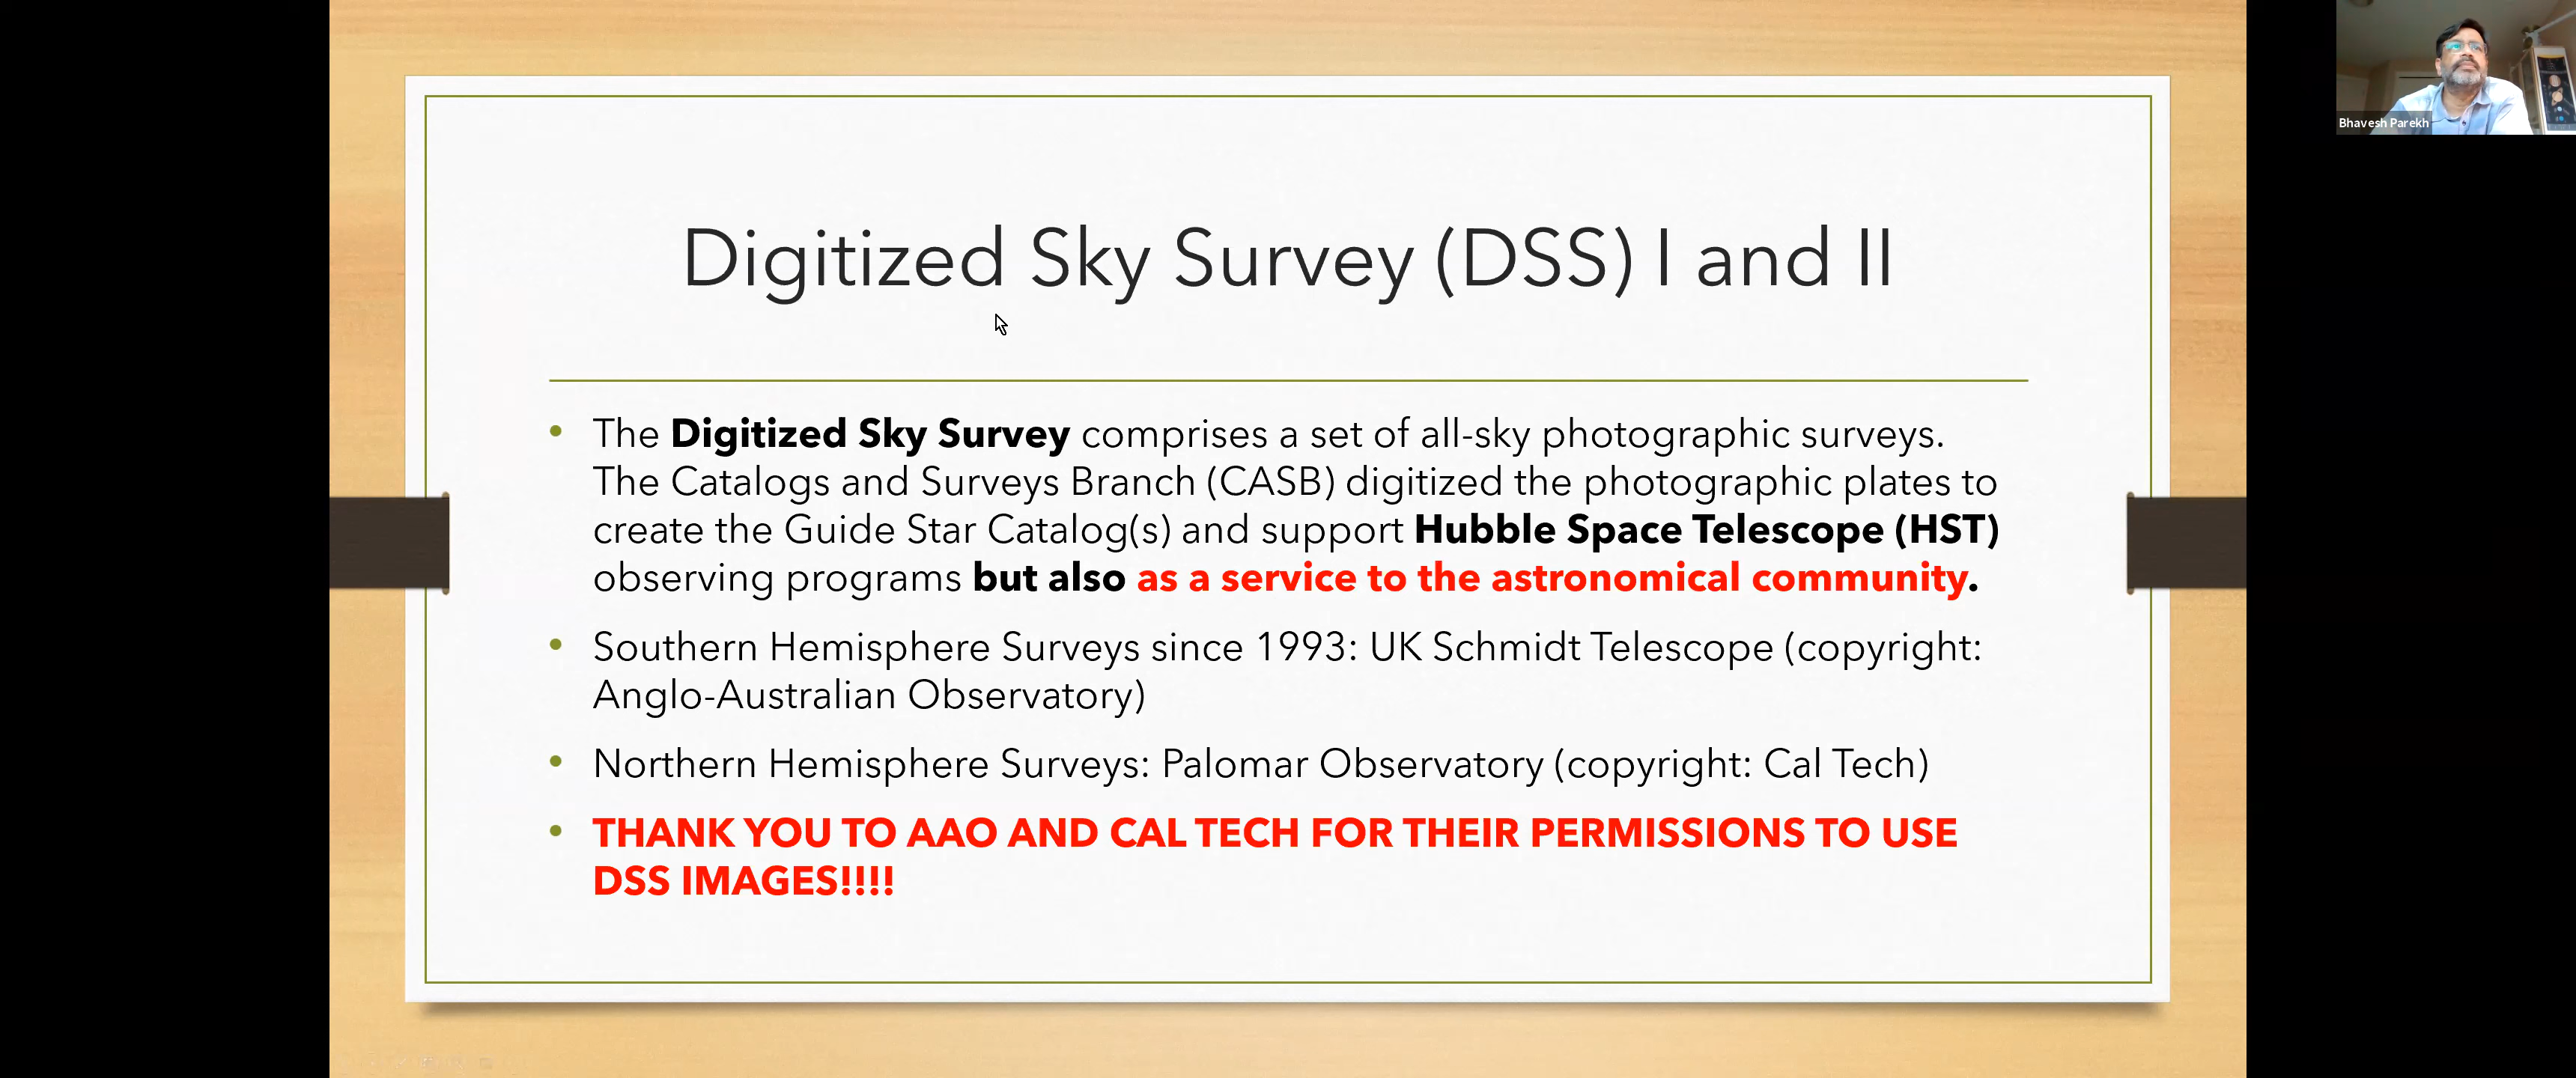 Digitized Sky Survey (DSS) I and II
• The Digitized Sky Survey comprises a set of all-sky photographic surveys.
The Catalogs and Surveys Branch (CASB) digitized the photographic plates to
create the Guide Star Catalog(s) and support Hubble Space Telescope (HST)
observing programs but also as a service to the astronomical community.
• Southern Hemisphere Surveys since 1993: UK Schmidt Telescope (copyright:
Anglo-Australian Observatory)
• Northern Hemisphere Surveys: Palomar Observatory (copyright: Cal Tech)
• THANK YOU TO AAO AND CAL TECH FOR THEIR PERMISSIONS TO USE
DSS IMAGES!!!!
Bhavesh Parekh